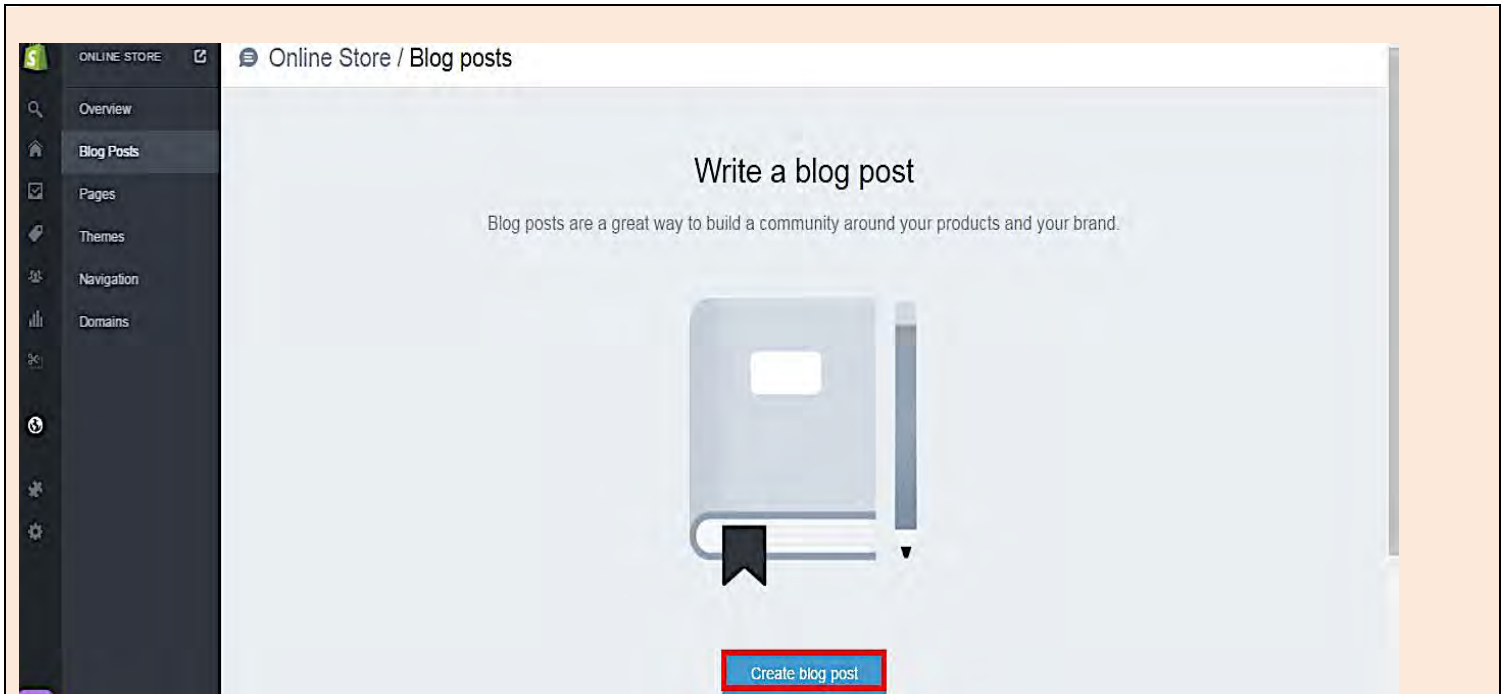 ONLINE STORE
Overview
Blog Posts
Pages
Themes
Navigation
Domains
Online Store / Blog posts
Write a blog post
Blog posts are a great way to build a community around your products and your brand.
Create blog post